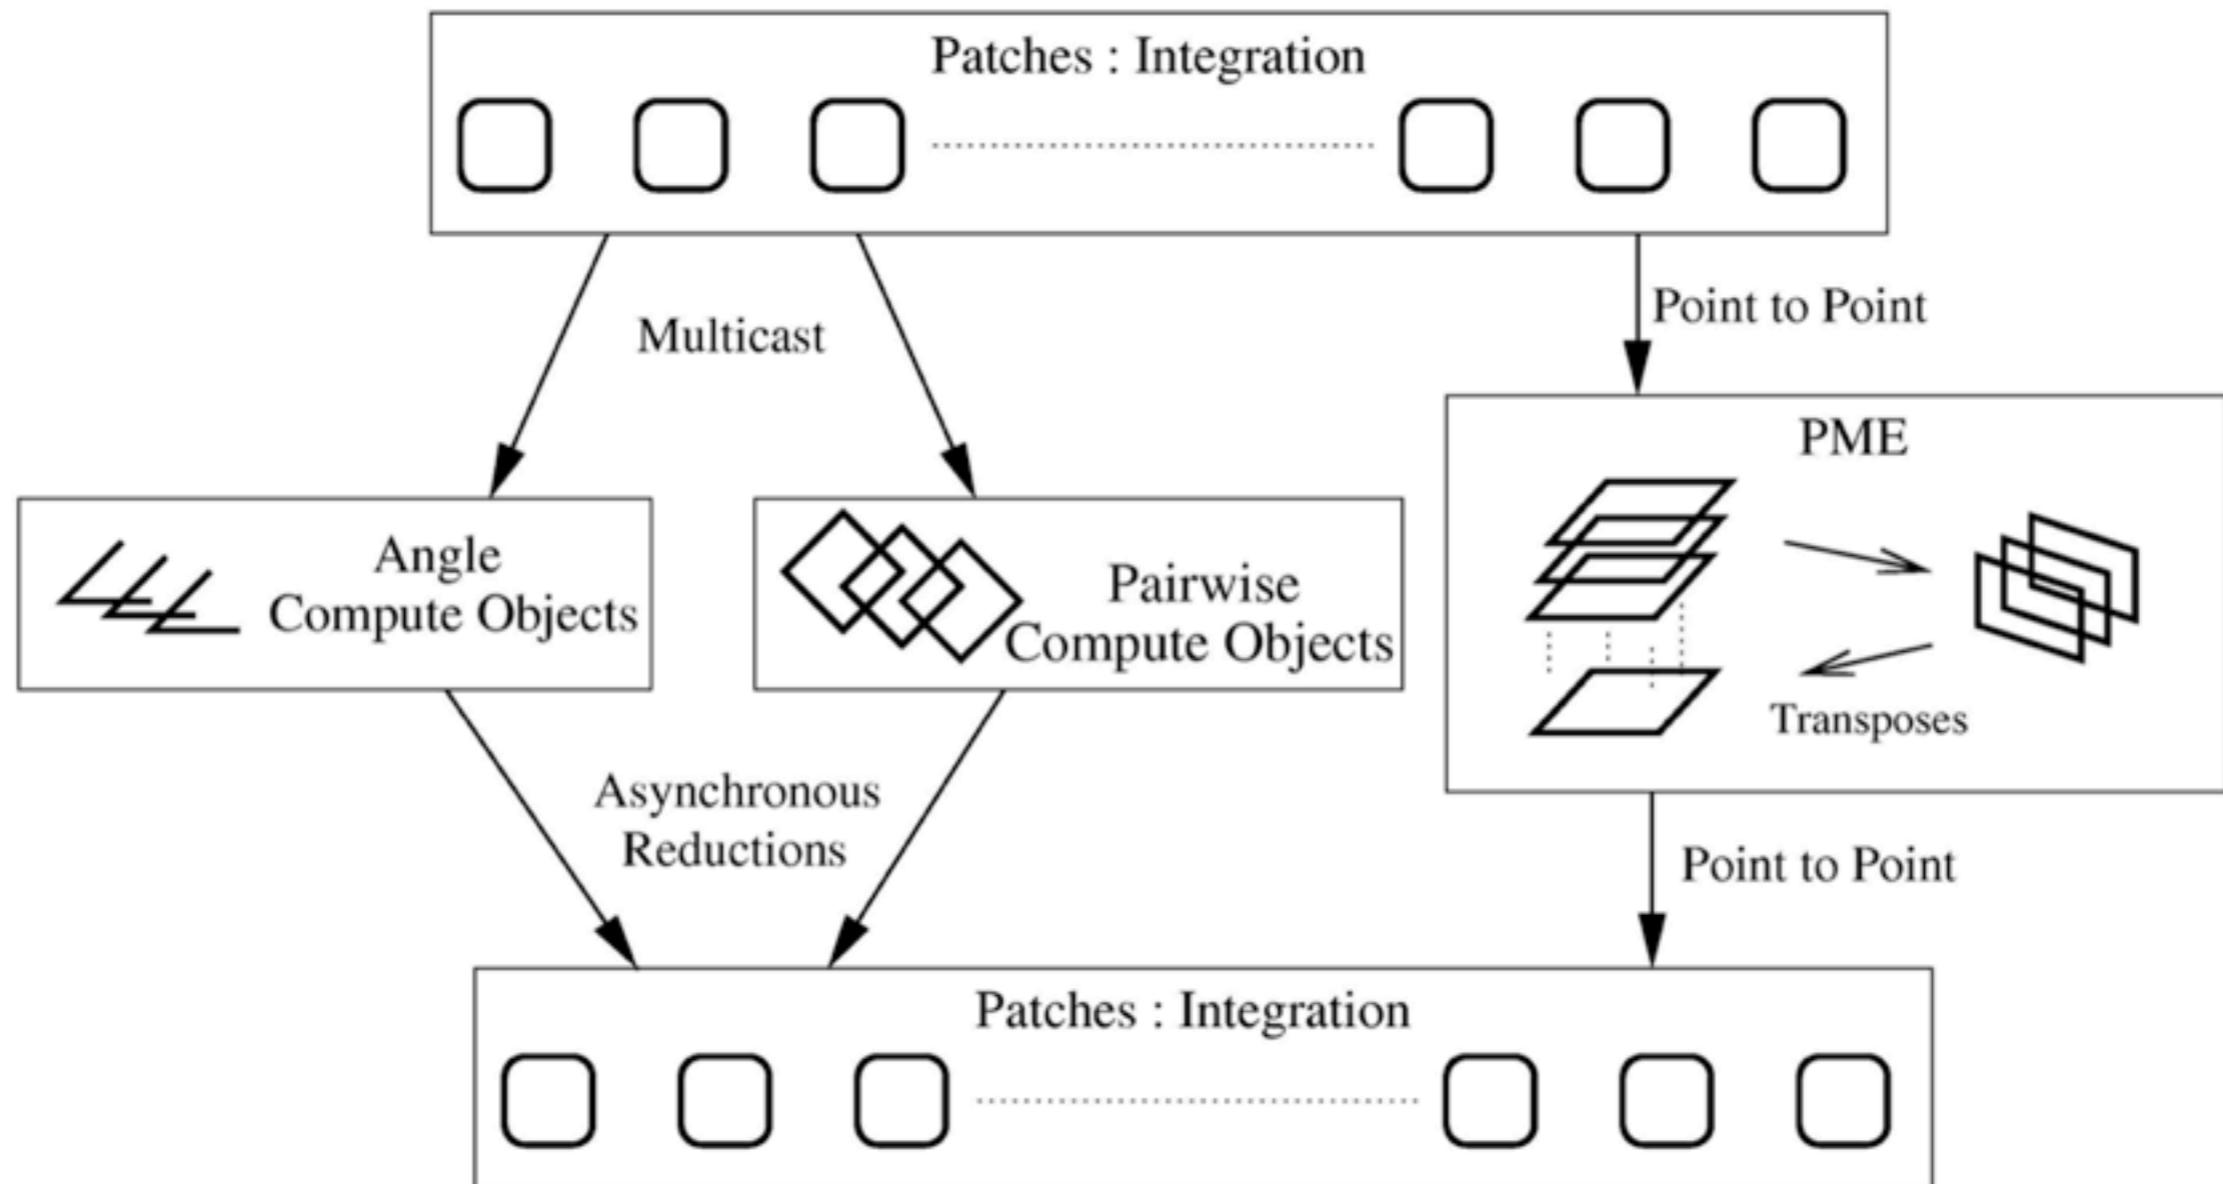 Patches : Integration
Multicast
Point to Point
PME
Angle
Compute Objects
Pairwise
Compute Objects
Transposes
Asynchronous
Reductions
Point to Point
Patches : Integration